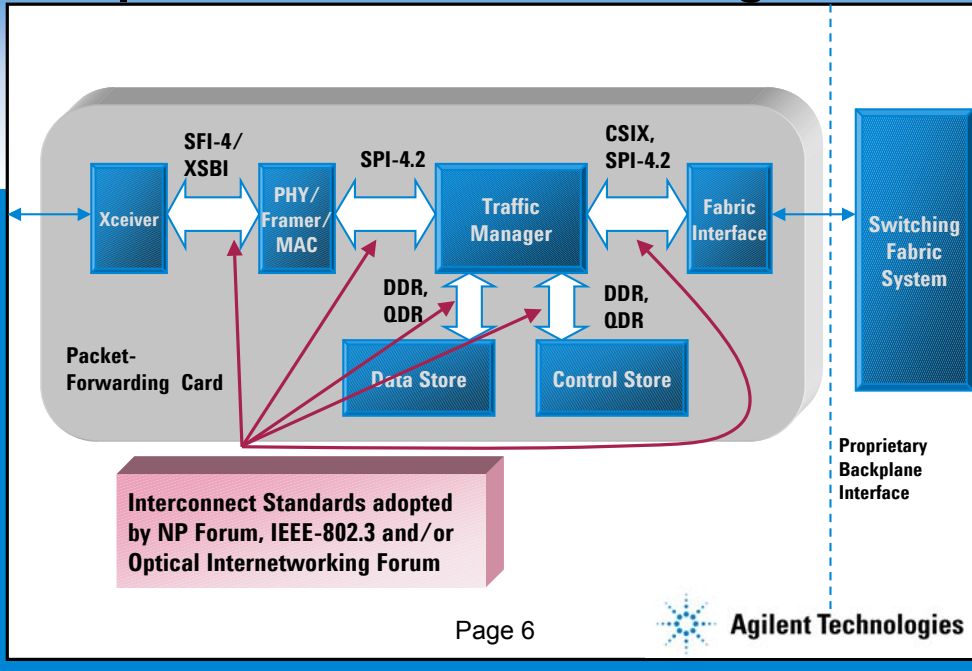 SFI-4/
XSBI
SPI-4.2
CSIX,
SPI-4.2
Xceiver
PHY/
Framer/
MAC
Traffic
Manager
Fabric
Interface
Switching
Fabric
System
DDR,
QDR
DDR,
QDR
Packet-
Forwarding Card
Data Store
Control Store
Proprietary
Backplane
Interface
Interconnect Standards adopted
by NP Forum, IEEE-802.3 and/or
Optical Internetworking Forum
Page 6
Agilent Technologies